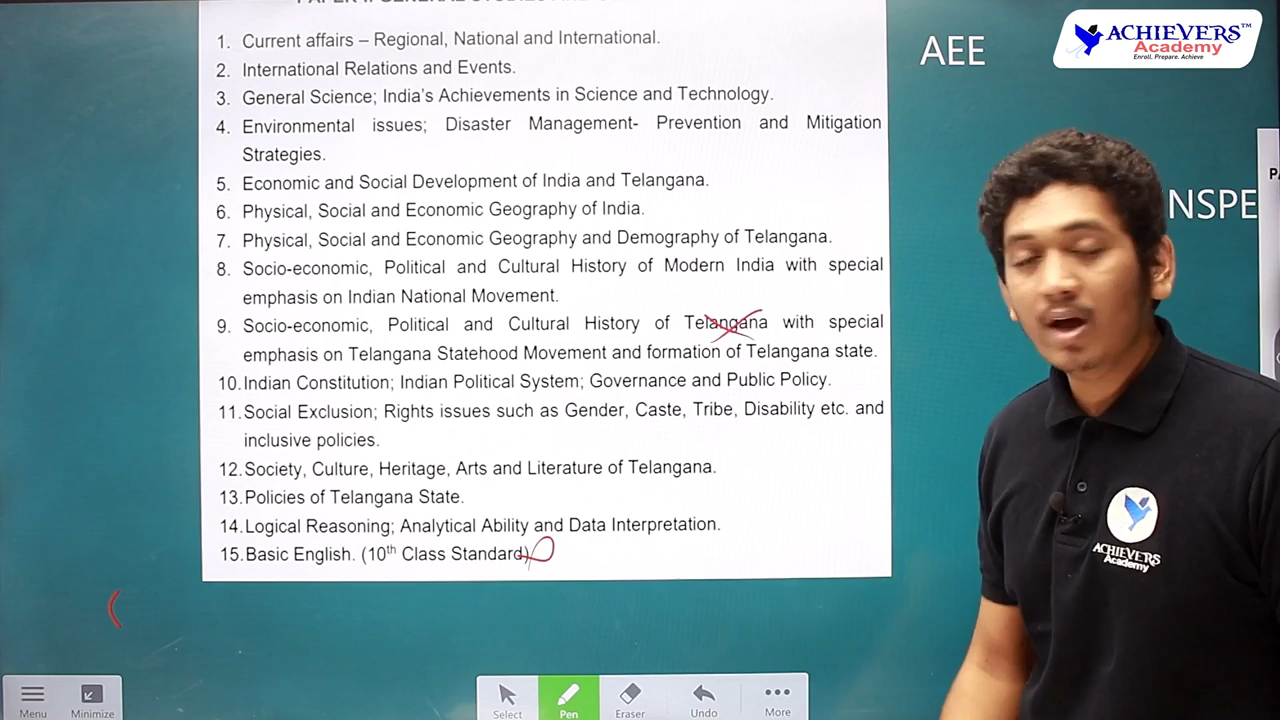 1. Current affairs – Regional, National and International.
2. International Relations and Events.
3. General Science; India's Achievements in Science and Technology.
4. Environmental issues; Disaster Management- Prevention and Mitigation
Strategies.
5. Economic and Social Development of India and Telangana.
6. Physical, Social and Economic Geography of India.
7. Physical, Social and Economic Geography and Demography of Telangana.
8. Socio-economic, Political and Cultural History of Modern India with special
emphasis on Indian National Movement.
9. Socio-economic, Political and Cultural History of Telangana with special
emphasis on Telangana Statehood Movement and formation of Telangana state.
10. Indian Constitution; Indian Political System; Governance and Public Policy.
11. Social Exclusion; Rights issues such as Gender, Caste, Tribe, Disability etc. and
inclusive policies.
12. Society, Culture, Heritage, Arts and Literature of Telangana.
13. Policies of Telangana State.
14. Logical Reasoning; Analytical Ability and Data Interpretation.
15. Basic English. (10th Class Standard)
AEE
ACHIEVERS™
Academy
Enroll. Prepare. Achieve
NSPE
ACHIEVERS
Academy
Menu
Minimize
Select
Pen
Eraser
Undo
More